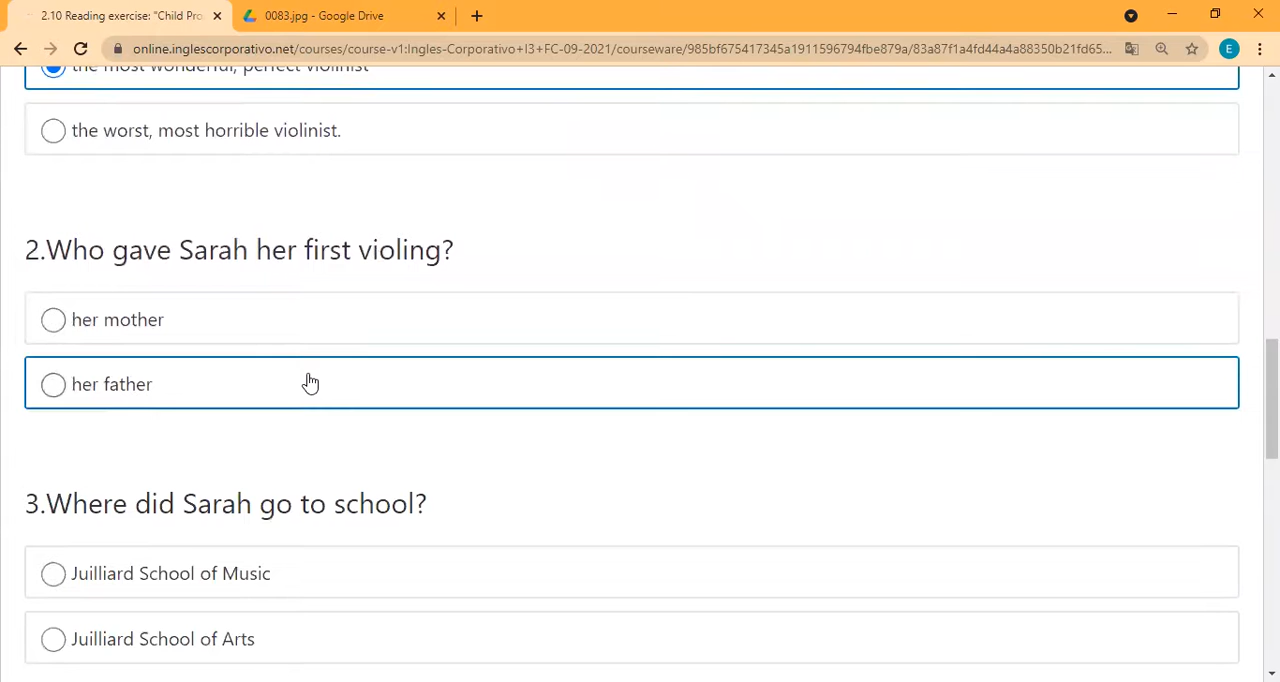 2.10 Reading exercise: "Child Pro
0083.jpg - Google Drive
online.inglescorporativo.net/courses/course-v1:Ingles-Corporativo+I3+FC-09-2021/courseware/985bf675417345a1911596794fbe879a/83a87f1a4fd44a4a88350b21fd65...
E
the most wonderful, perfect violinist
the worst, most horrible violinist.
2.Who gave Sarah her first violing?
her mother
her father
3.Where did Sarah go to school?
Juilliard School of Music
Juilliard School of Arts